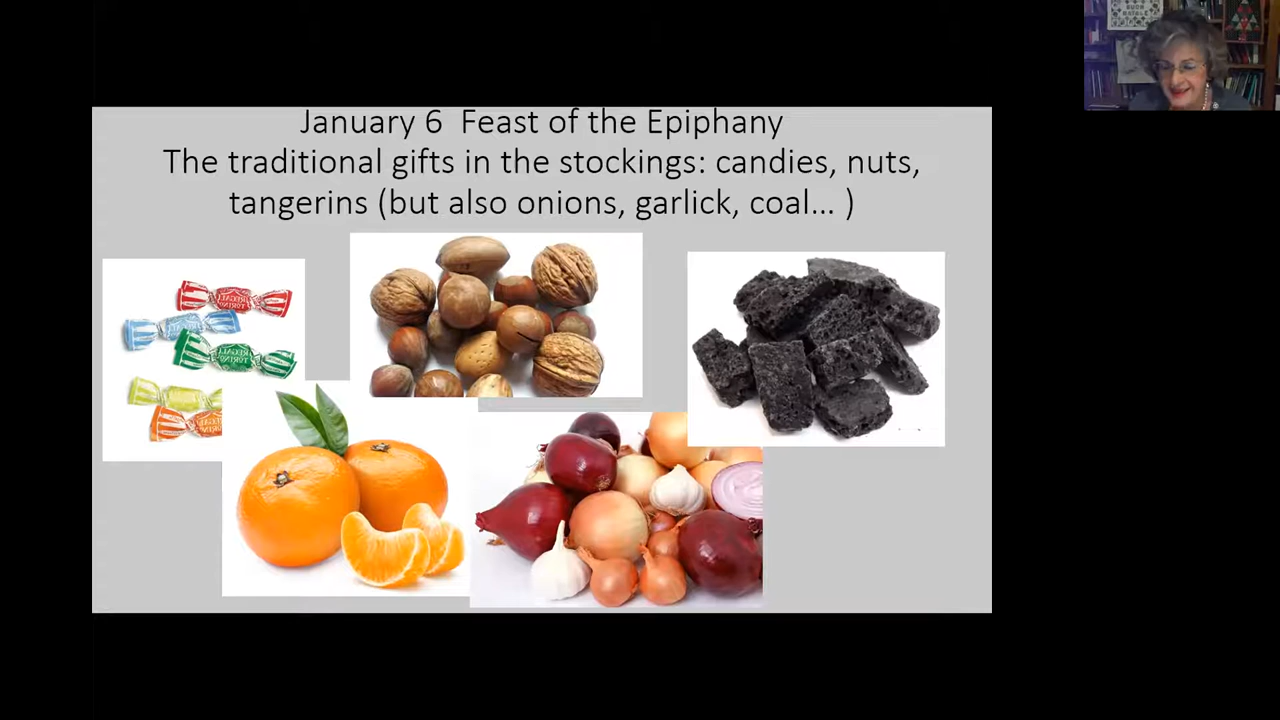 January 6  Feast of the Epiphany
The traditional gifts in the stockings: candies, nuts,
tangerins (but also onions, garlick, coal... )